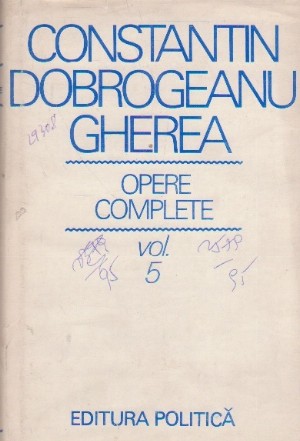 CONSTANTIN
DOBROGEANU
GHEREA
OPERE
COMPLETE
vol.
5
EDITURA POLITICĂ